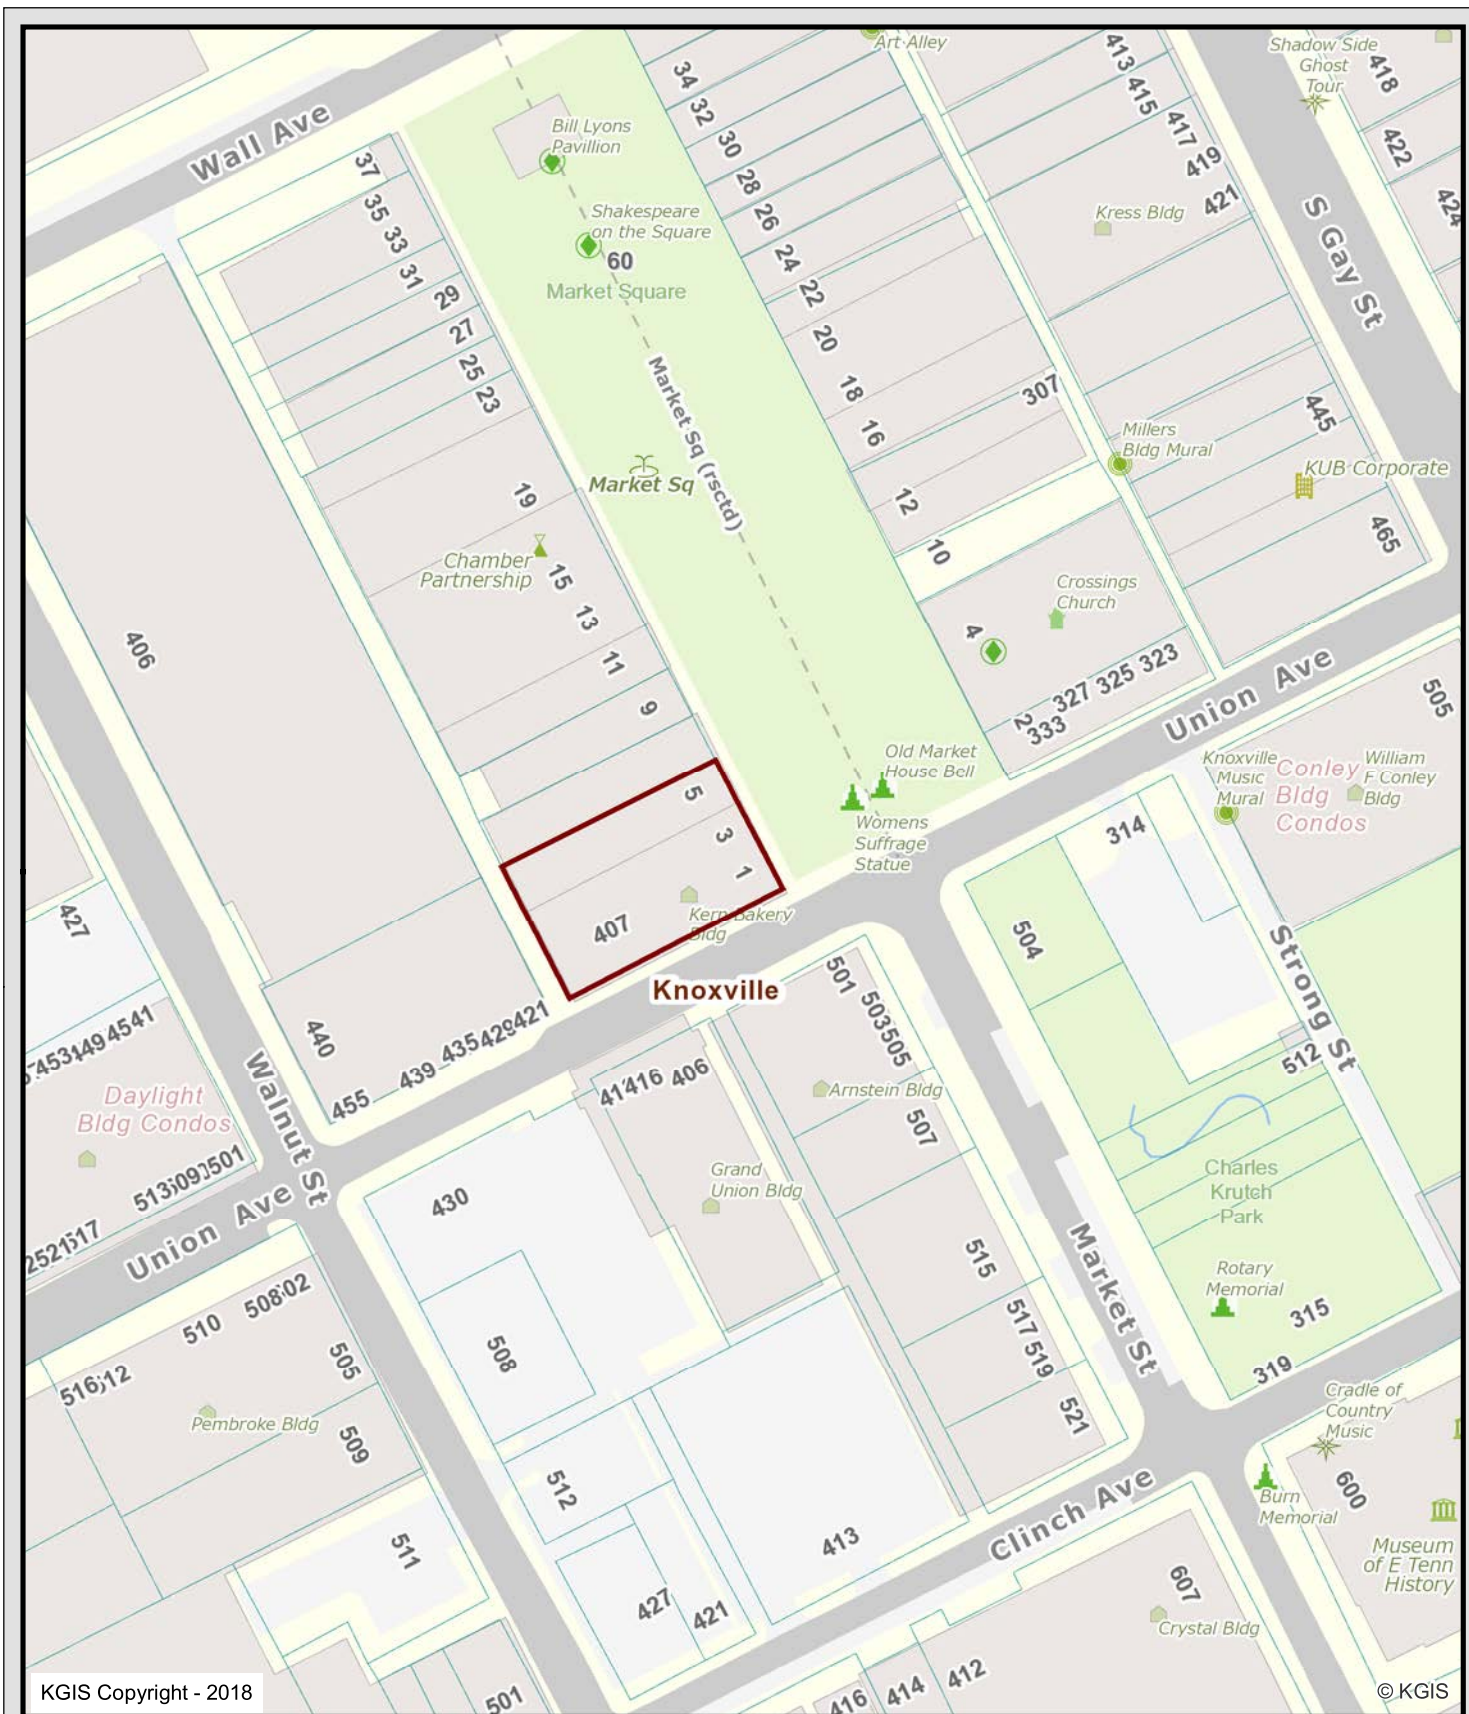 Art Alley
Shadow Side
Ghost
Tour
413
415
417
419
421
418
422
424
34
32
30
28
26
24
22
20
18
16
12
10
Wall Ave
Bill Lyons
Pavillion
Shakespeare
on the Square
60
Market Square
Kress Bldg
S Gay St
37
35
33
31
29
27
25
23
19
15
13
11
9
5
3
1
Market Sq (rsctd)
Market Sq
307
Millers
Bldg Mural
445
KUB Corporate
465
Chamber
Partnership
Crossings
Church
4
406
2
333
327
325
323
Union Ave
505
Old Market
House Bell
Womens
Suffrage
Statue
Knoxville
Music
Mural
Conley
Bldg
Condos
William
F Conley
Bldg
314
407
Kern Bakery
Bldg
Knoxville
427
504
501
503
505
Strong St
440
455
439
435
421
4541
Daylight
Bldg Condos
Walnut St
416
406
Arnstein Bldg
507
512
Grand
Union Bldg
Charles
Krutch
Park
501
513
517
Union Ave
430
515
Market St
Rotary
Memorial
315
319
510
508
505
508
517
519
521
516
Pembroke Bldg
509
Cradle of
Country
Music
600
Burn
Memorial
Museum
of E Tenn
History
512
511
413
Clinch Ave
427
421
607
Crystal Bldg
501
416
414
412
KGIS Copyright - 2018
© KGIS